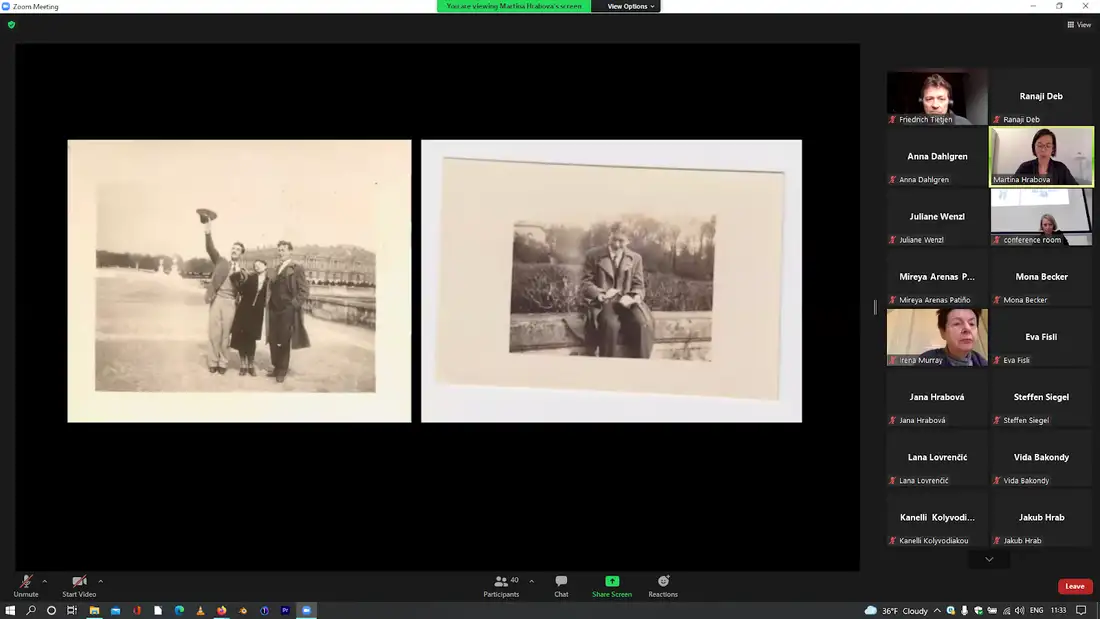 Zoom Meeting
You are viewing Martina Hrabova's screen
View Options
View
Friedrich Tietjen
Ranaji Deb
Ranaji Deb
Anna Dahlgren
Anna Dahlgren
Martina Hrabova
Juliane Wenzl
Juliane Wenzl
conference room
Mireya Arenas P...
Mireya Arenas Patiño
Mona Becker
Mona Becker
Irena Murray
Eva Fisli
Eva Fisli
Jana Hrabová
Jana Hrabová
Steffen Siegel
Steffen Siegel
Lana Lovrenčić
Lana Lovrenčić
Vida Bakondy
Vida Bakondy
Kanelli Kolyvodi...
Kanelli Kolyvodiakou
Jakub Hrab
Jakub Hrab
Unmute
Start Video
40
Participants
Chat
Share Screen
Reactions
Leave
36°F Cloudy
ENG
11:33